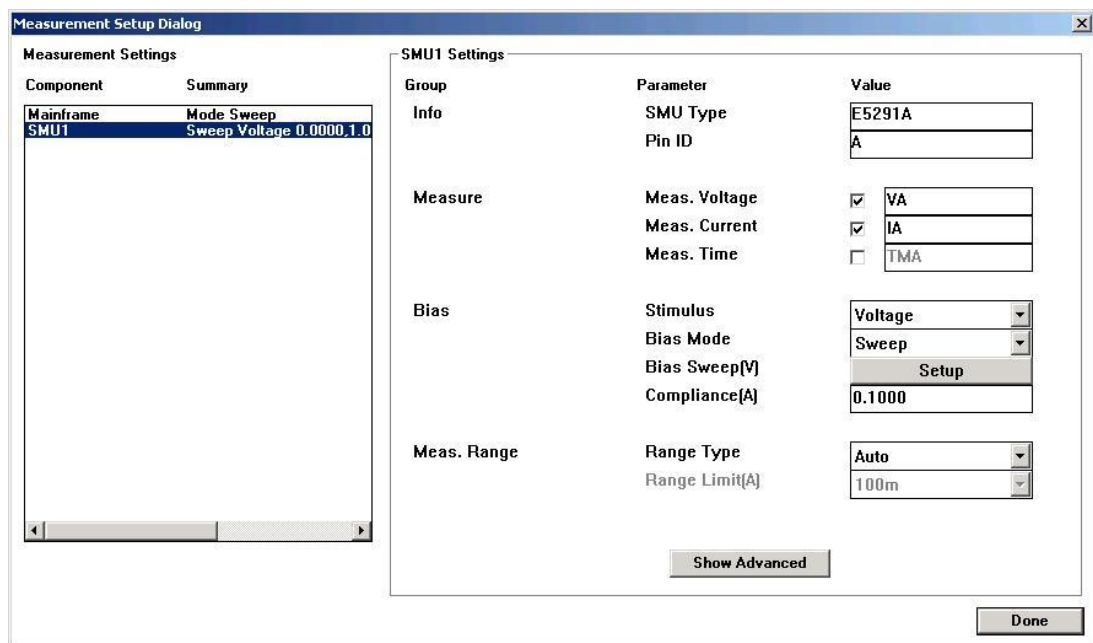 Measurement Setup Dialog
Measurement Settings
Component Summary
Mainframe Mode Sweep
SMU1 Sweep Voltage 0.0000,1.0
SMU1 Settings
Group Parameter Value
Info SMU Type E5291A
Pin ID A
Measure Meas. Voltage VA
Meas. Current IA
Meas. Time TMA
Bias Stimulus Voltage
Bias Mode Sweep
Bias Sweep(V) Setup
Compliance(A) 0.1000
Meas. Range Range Type Auto
Range Limit(A) 100m
Show Advanced
Done